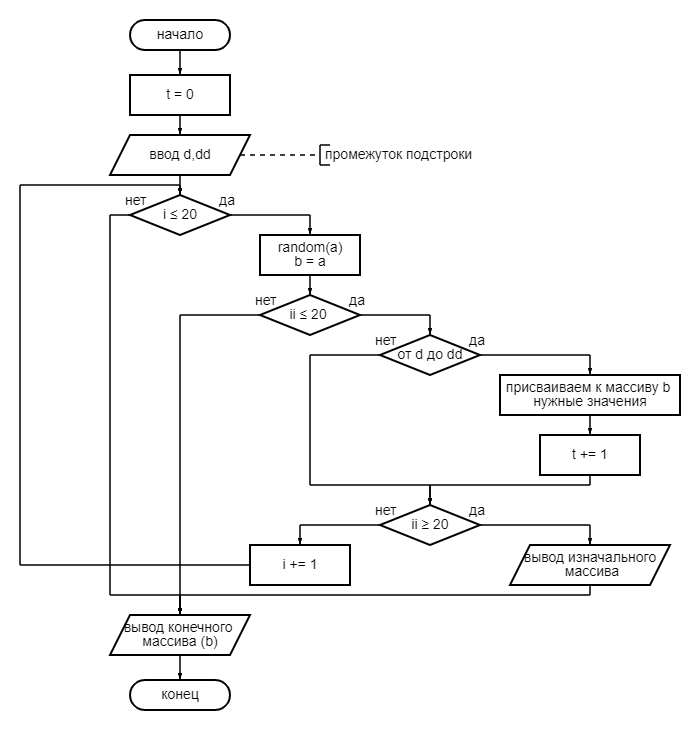 начало
t = 0
ввод d,dd
промежуток подстроки
нет
да
i ≤ 20
random(a)
b = a
нет
да
ii ≤ 20
нет
да
от d до dd
присваиваем к массиву b
нужные значения
t += 1
нет
да
ii ≥ 20
i += 1
вывод изначального
массива
вывод конечного
массива (b)
конец